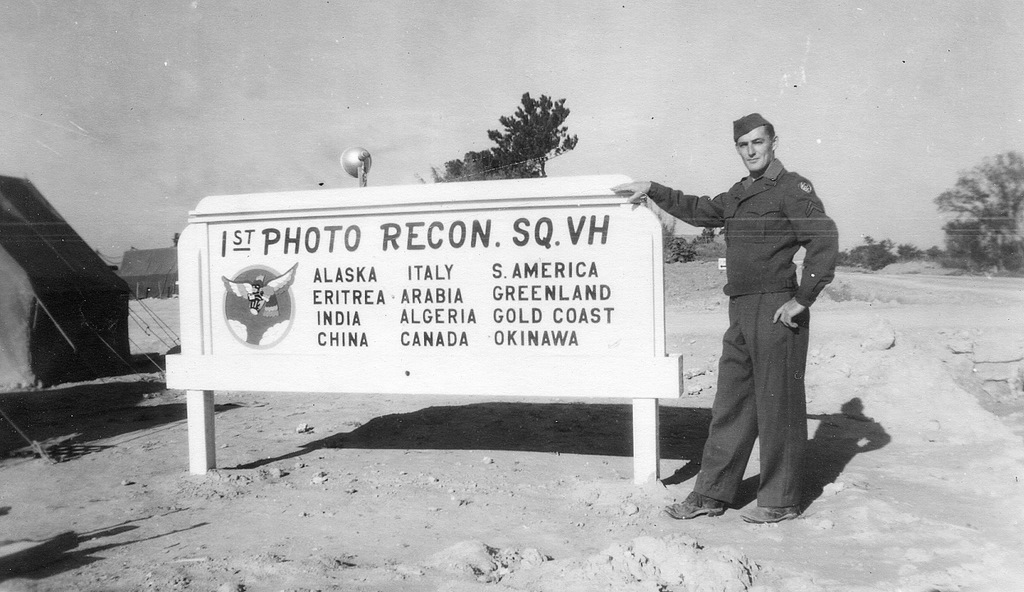 1ST PHOTO RECON. SQ. VH
ALASKA ITALY S. AMERICA
ERITREA ARABIA GREENLAND
INDIA ALGERIA GOLD COAST
CHINA CANADA OKINAWA